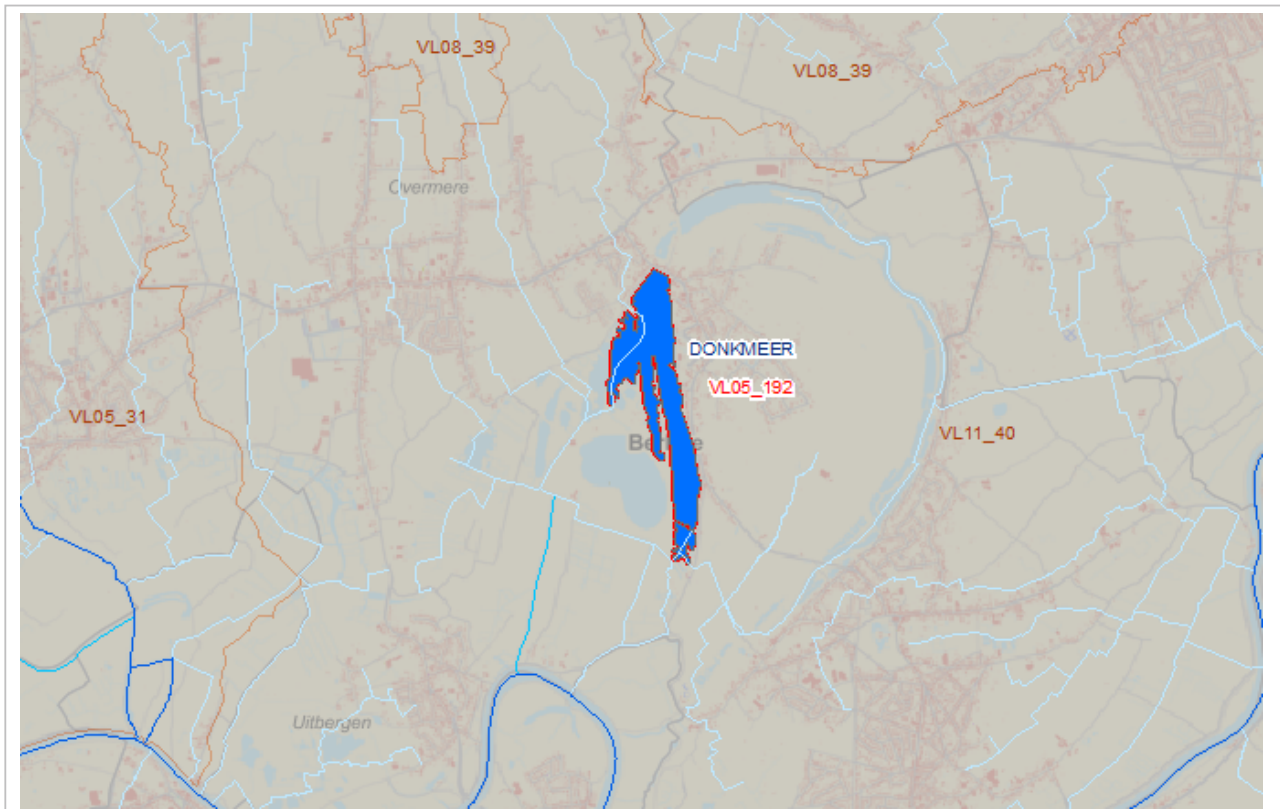 VL08_39
VL08_39
Overmere
DONKMEER
VL05_192
VL05_31
VL11_40
Uitbergen